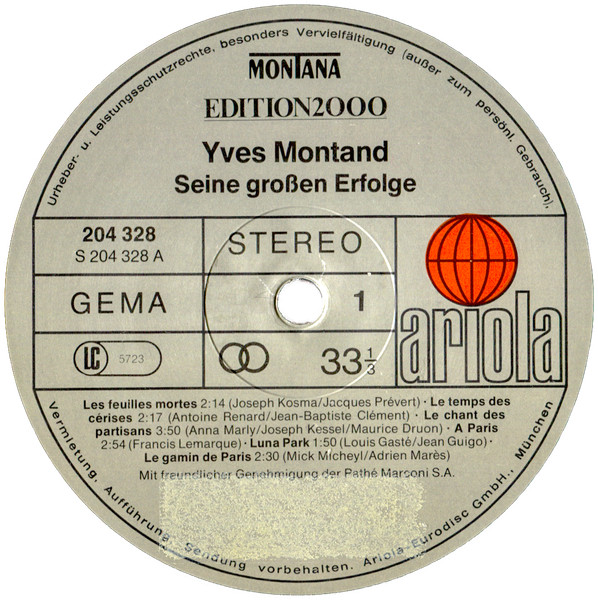 Urheber- u. Leistungsschutzrechte, besonders Vervielfältigung (außer zum persönl. Gebrauch),
MONTANA
EDITION2000
Yves Montand
Seine großen Erfolge
204 328
S 204 328 A
STEREO
GEMA
1
LC 5723
33 1/3
ariola
Les feuilles mortes 2:14 (Joseph Kosma/Jacques Prévert) · Le temps des
cérises 2:17 (Antoine Renard/Jean-Baptiste Clément) · Le chant des
partisans 3:50 (Anna Marly/Joseph Kessel/Maurice Druon) · A Paris
2:54 (Francis Lemarque) · Luna Park 1:50 (Louis Gasté/Jean Guigo) ·
Le gamin de Paris 2:30 (Mick Micheyl/Adrien Marès)
Mit freundlicher Genehmigung der Pathé Marconi S.A.
Vermietung, Aufführung, Sendung vorbehalten. Ariola-Eurodisc GmbH., München